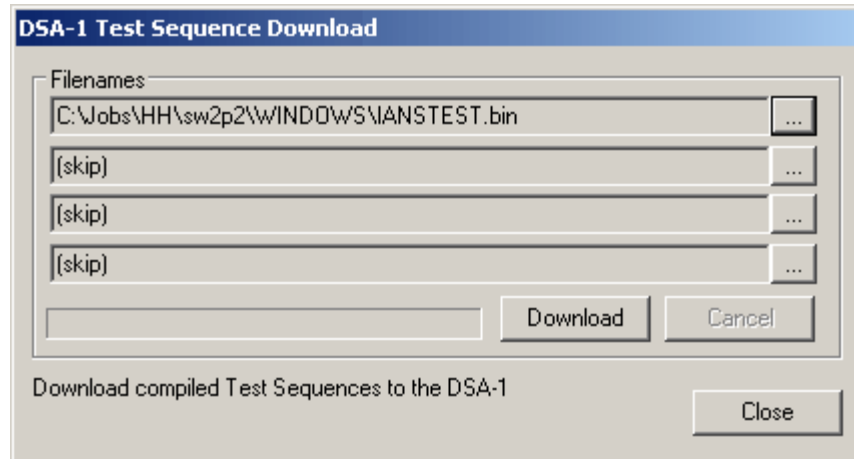 DSA-1 Test Sequence Download
Filenames
C:\Jobs\HH\sw2p2\WINDOWS\IANSTEST.bin ...
(skip) ...
(skip) ...
(skip) ...
Download Cancel
Download compiled Test Sequences to the DSA-1
Close